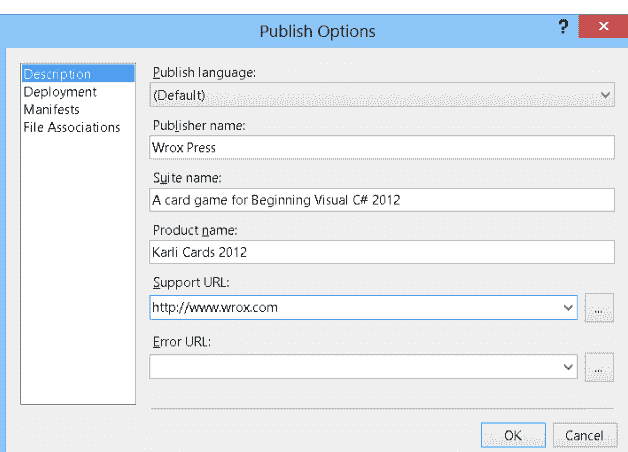 Publish Options
?
Description
Deployment
Manifests
File Associations
Publish language:
(Default)
Publisher name:
Wrox Press
Suite name:
A card game for Beginning Visual C# 2012
Product name:
Karli Cards 2012
Support URL:
http://www.wrox.com
...
Error URL:
...
OK
Cancel